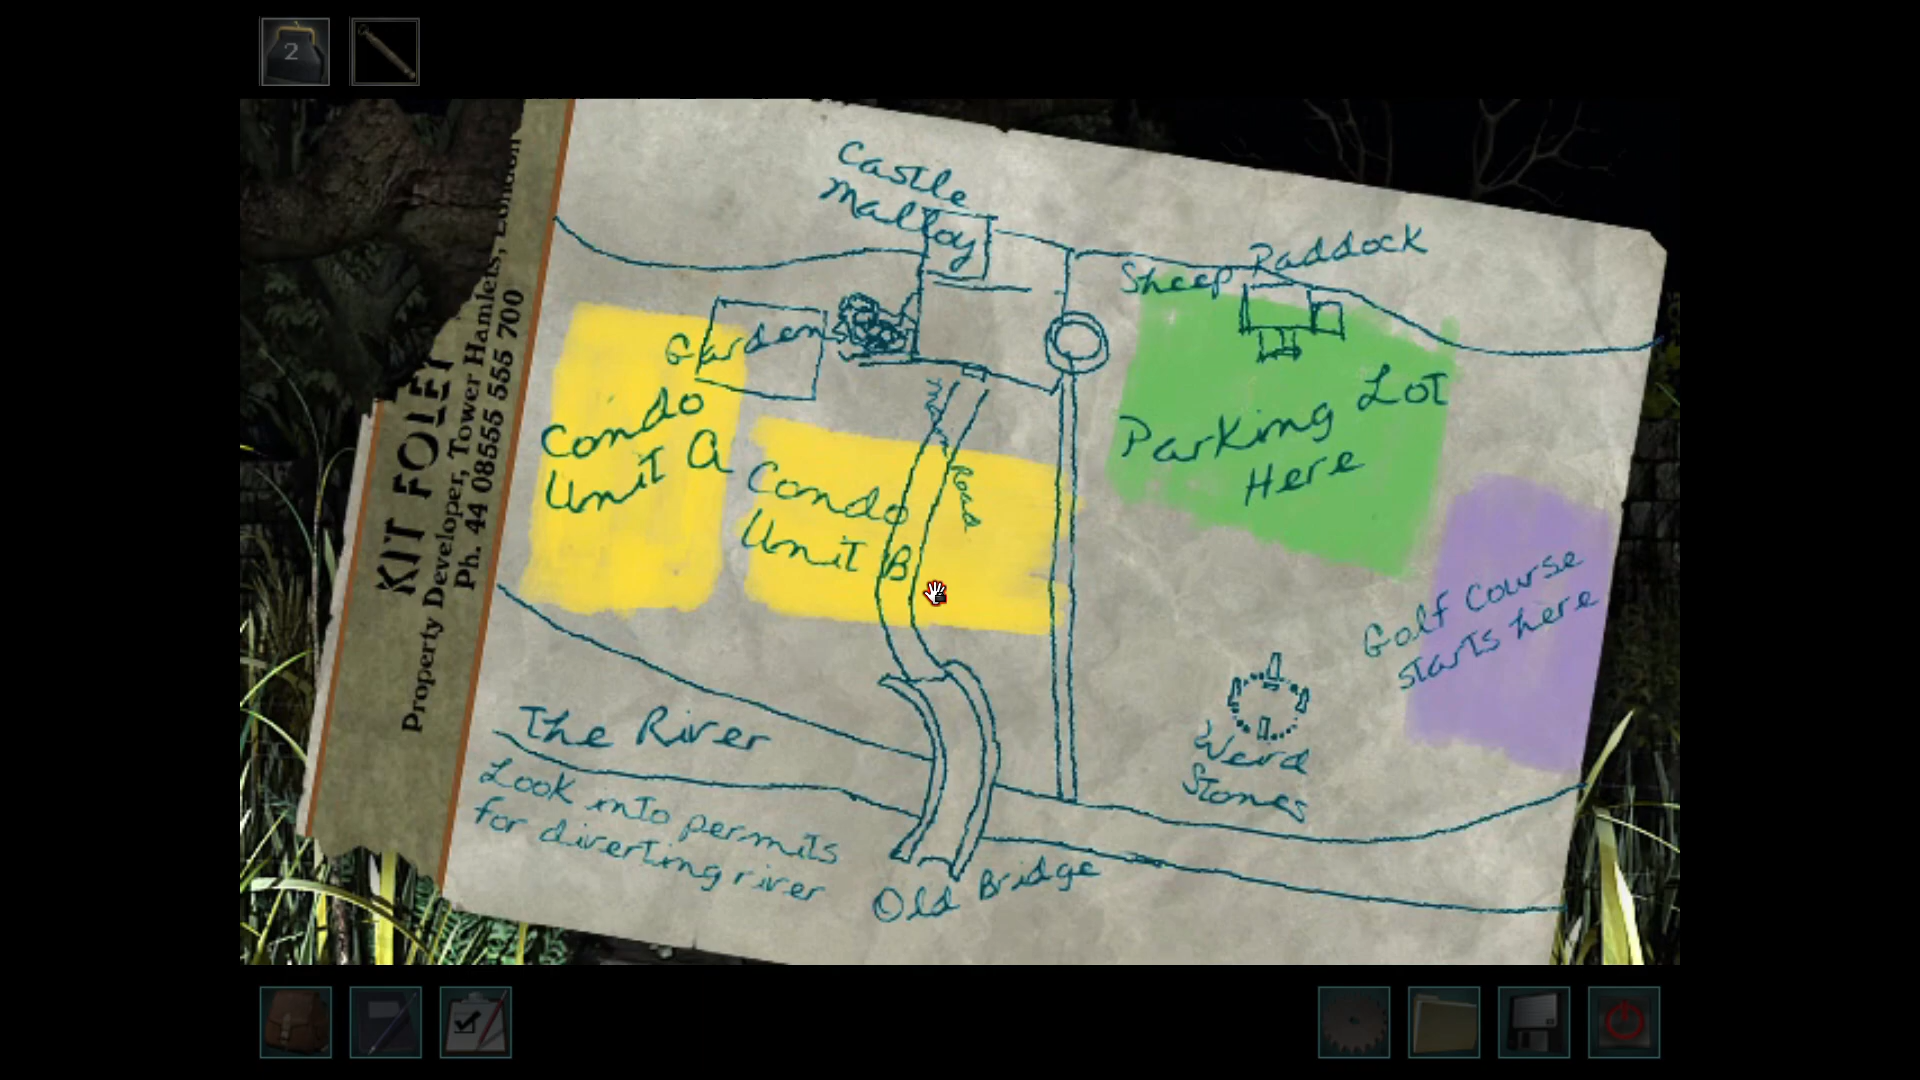 2
KIT FOLEY
Property Developer, Tower Hamlets, London
Ph. 44 08555 555 700
Castle
Malloy
Sheep Paddock
Garden
Condo
Unit A
Condo
Unit B
Road
Parking Lot
Here
Golf Course
starts here
Weird
Stones
The River
Look into permits
for diverting river
Old Bridge